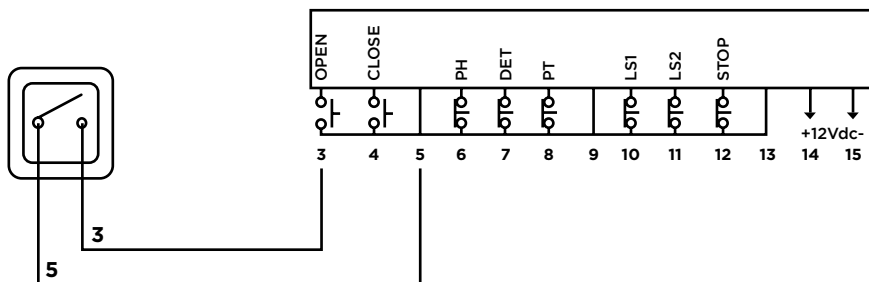 OPEN CLOSE PH DET PT LS1 LS2 STOP
+12Vdc-
3 4 5 6 7 8 9 10 11 12 13 14 15
3
5